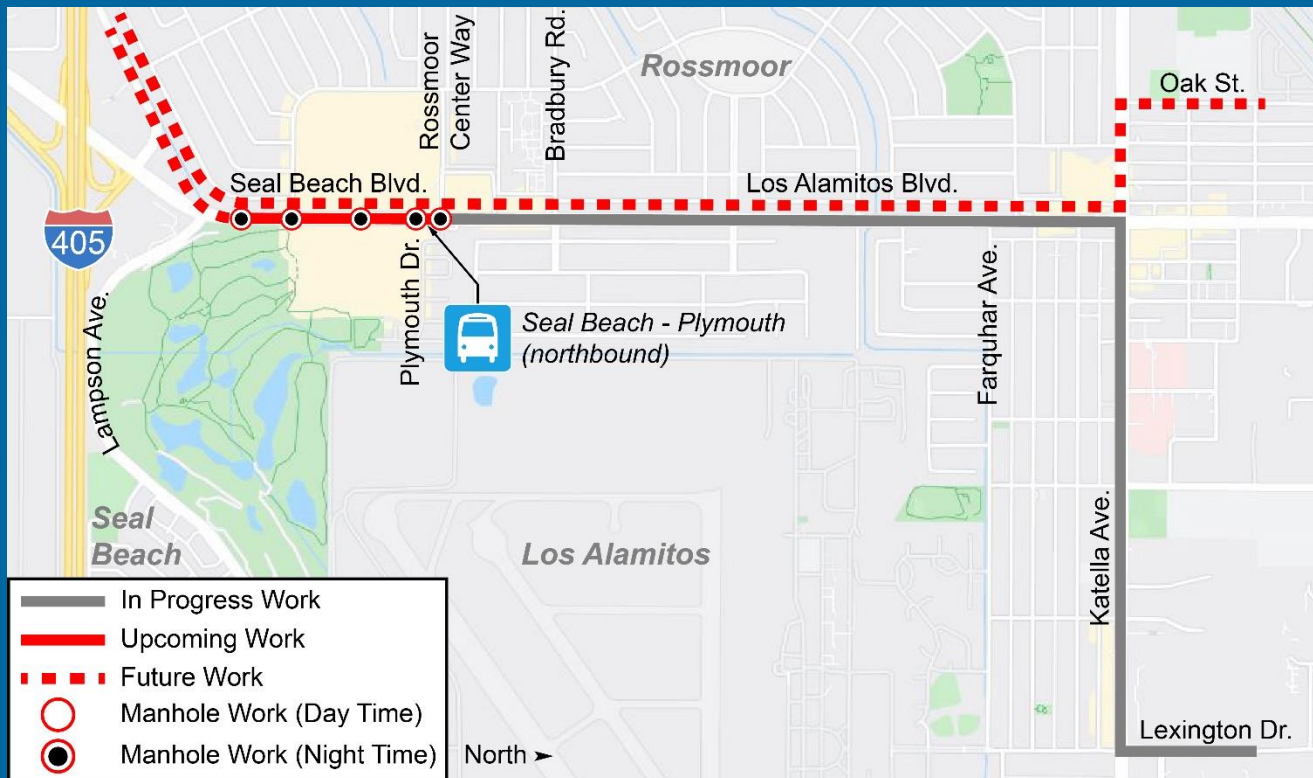 Rossmoor
Center Way
Bradbury Rd.
Rossmoor
Oak St.
Seal Beach Blvd.
Los Alamitos Blvd.
405
Lampson Ave.
Plymouth Dr.
Seal Beach - Plymouth
(northbound)
Farquhar Ave.
Katella Ave.
Seal
Beach
Los Alamitos
Lexington Dr.
In Progress Work
Upcoming Work
Future Work
Manhole Work (Day Time)
Manhole Work (Night Time)
North